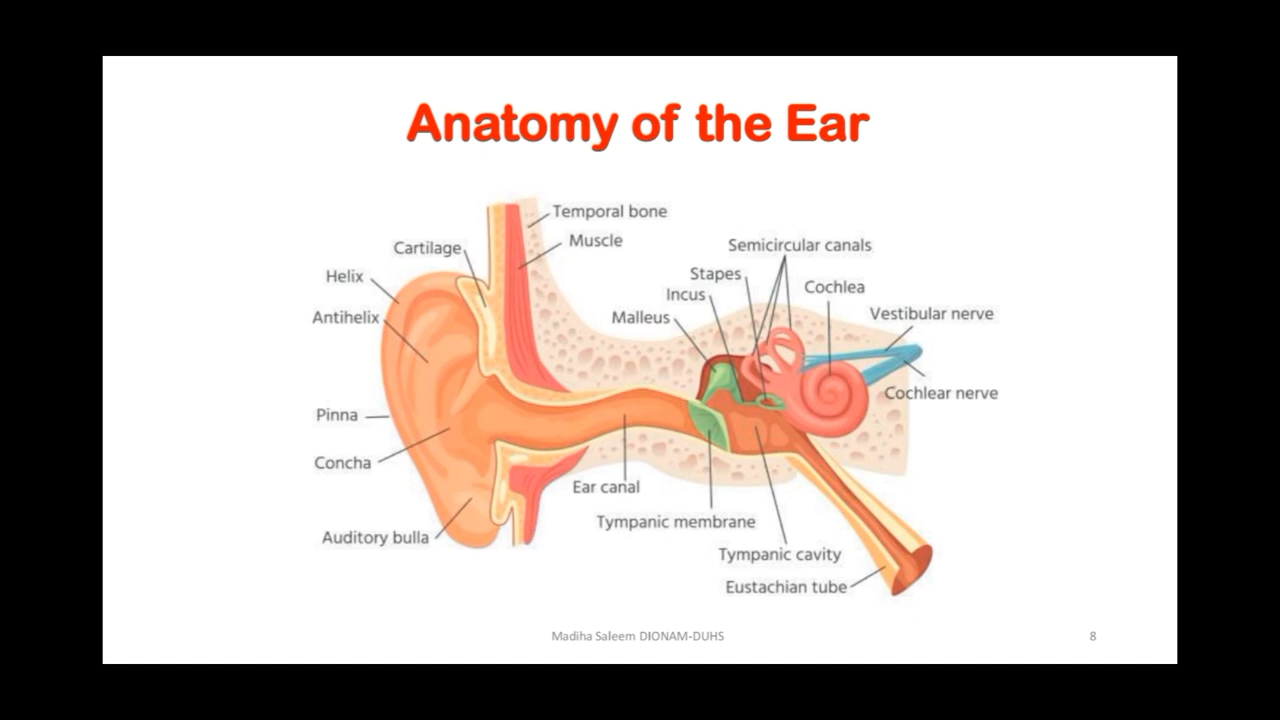 Anatomy of the Ear
Temporal bone
Muscle
Cartilage
Semicircular canals
Helix
Stapes
Incus
Cochlea
Antihelix
Malleus
Vestibular nerve
Cochlear nerve
Pinna
Concha
Ear canal
Tympanic membrane
Auditory bulla
Tympanic cavity
Eustachian tube
Madiha Saleem DIONAM-DUHS
8